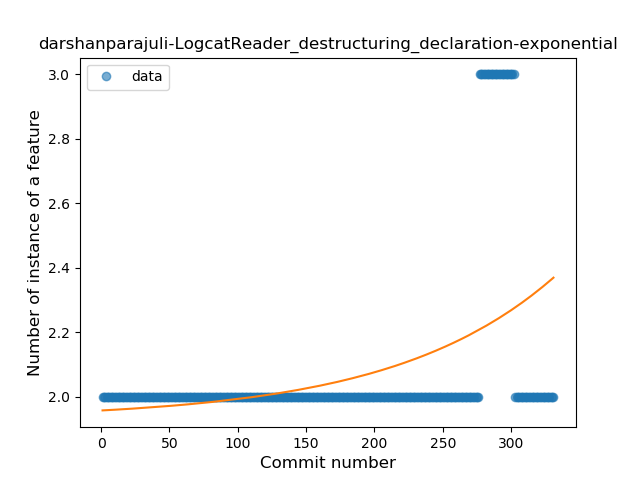 darshanparajuli-LogcatReader_destructuring_declaration-exponential
data
Number of instance of a feature
3.0
2.8
2.6
2.4
2.2
2.0
0 50 100 150 200 250 300
Commit number